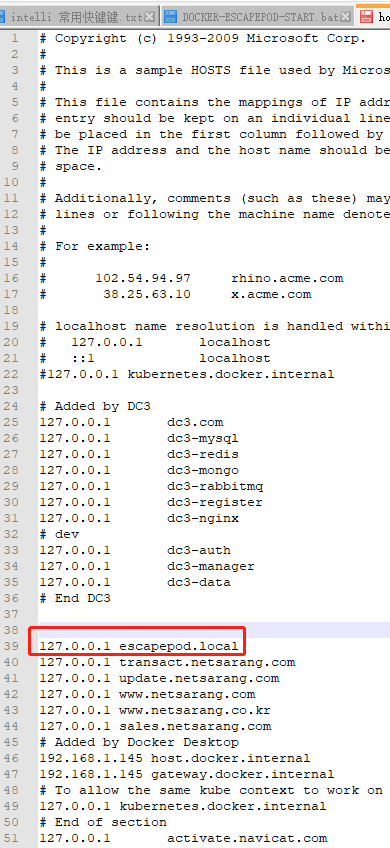 intelli 常用快键键.txt DOCKER-ESCAPEPOD-START.bat ho
1 # Copyright (c) 1993-2009 Microsoft Corp.
2 #
3 # This is a sample HOSTS file used by Micros
4 #
5 # This file contains the mappings of IP addr
6 # entry should be kept on an individual line
7 # be placed in the first column followed by
8 # The IP address and the host name should be
9 # space.
10 #
11 # Additionally, comments (such as these) may
12 # lines or following the machine name denote
13 #
14 # For example:
15 #
16 # 102.54.94.97 rhino.acme.com
17 # 38.25.63.10 x.acme.com
18
19 # localhost name resolution is handled withi
20 # 127.0.0.1 localhost
21 # ::1 localhost
22 #127.0.0.1 kubernetes.docker.internal
23
24 # Added by DC3
25 127.0.0.1 dc3.com
26 127.0.0.1 dc3-mysql
27 127.0.0.1 dc3-redis
28 127.0.0.1 dc3-mongo
29 127.0.0.1 dc3-rabbitmq
30 127.0.0.1 dc3-register
31 127.0.0.1 dc3-nginx
32 # dev
33 127.0.0.1 dc3-auth
34 127.0.0.1 dc3-manager
35 127.0.0.1 dc3-data
36 # End DC3
37
38
39 127.0.0.1 escapepod.local
40 127.0.0.1 transact.netsarang.com
41 127.0.0.1 update.netsarang.com
42 127.0.0.1 www.netsarang.com
43 127.0.0.1 www.netsarang.co.kr
44 127.0.0.1 sales.netsarang.com
45 # Added by Docker Desktop
46 192.168.1.145 host.docker.internal
47 192.168.1.145 gateway.docker.internal
48 # To allow the same kube context to work on
49 127.0.0.1 kubernetes.docker.internal
50 # End of section
51 127.0.0.1 activate.navicat.com